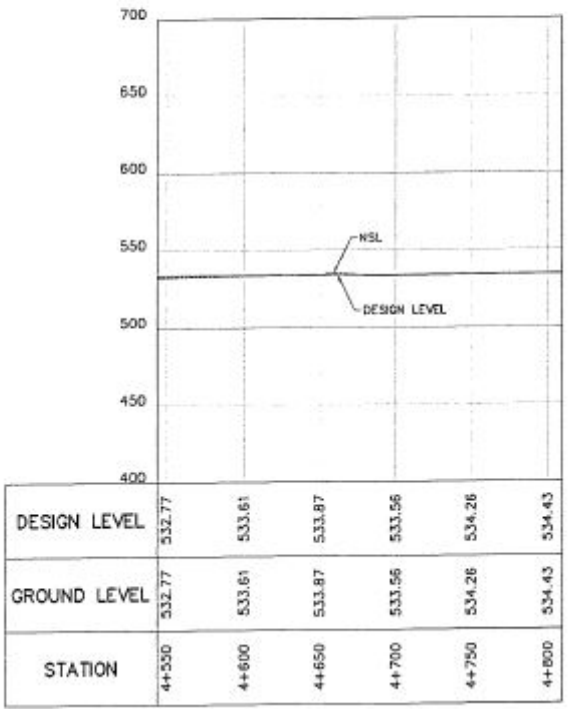 700
650
600
550
NSL
DESIGN LEVEL
500
450
400
DESIGN LEVEL 532.77 533.61 533.87 533.56 534.26 534.43
GROUND LEVEL 532.77 533.61 533.87 533.56 534.26 534.43
STATION 4+550 4+600 4+650 4+700 4+750 4+800